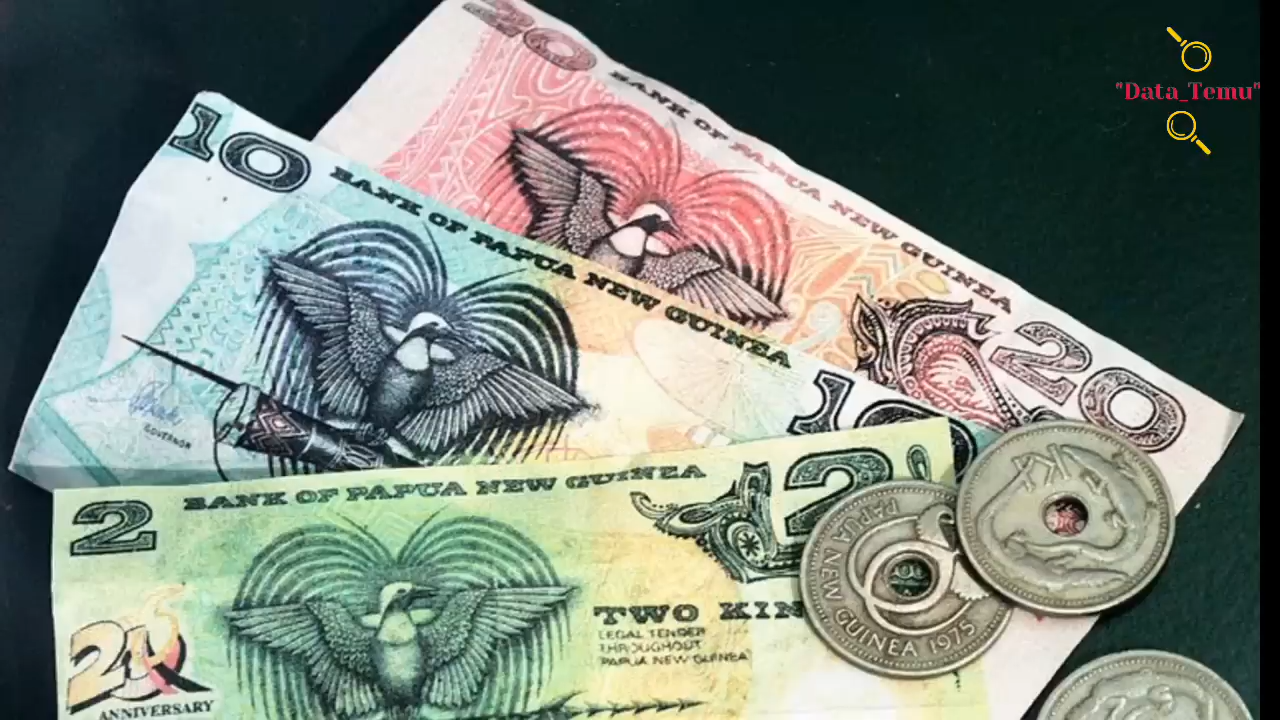 20
BANK OF PAPUA NEW GUINEA
20
"Data_Temu"
10
BANK OF PAPUA NEW GUINEA
10
GOVERNOR
2
BANK OF PAPUA NEW GUINEA
2
TWO KIN
LEGAL TENDER
THROUGHOUT
PAPUA NEW GUINEA
ANNIVERSARY
PAPUA NEW GUINEA 1975
K1